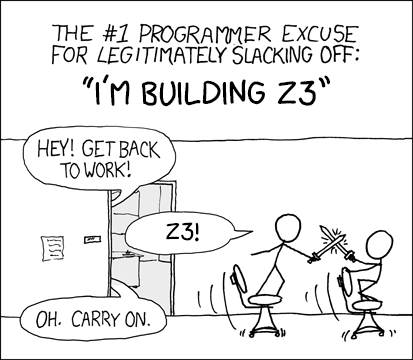 THE #1 PROGRAMMER EXCUSE
FOR LEGITIMATELY SLACKING OFF:
"I'M BUILDING Z3"
HEY! GET BACK
TO WORK!
Z3!
OH. CARRY ON.